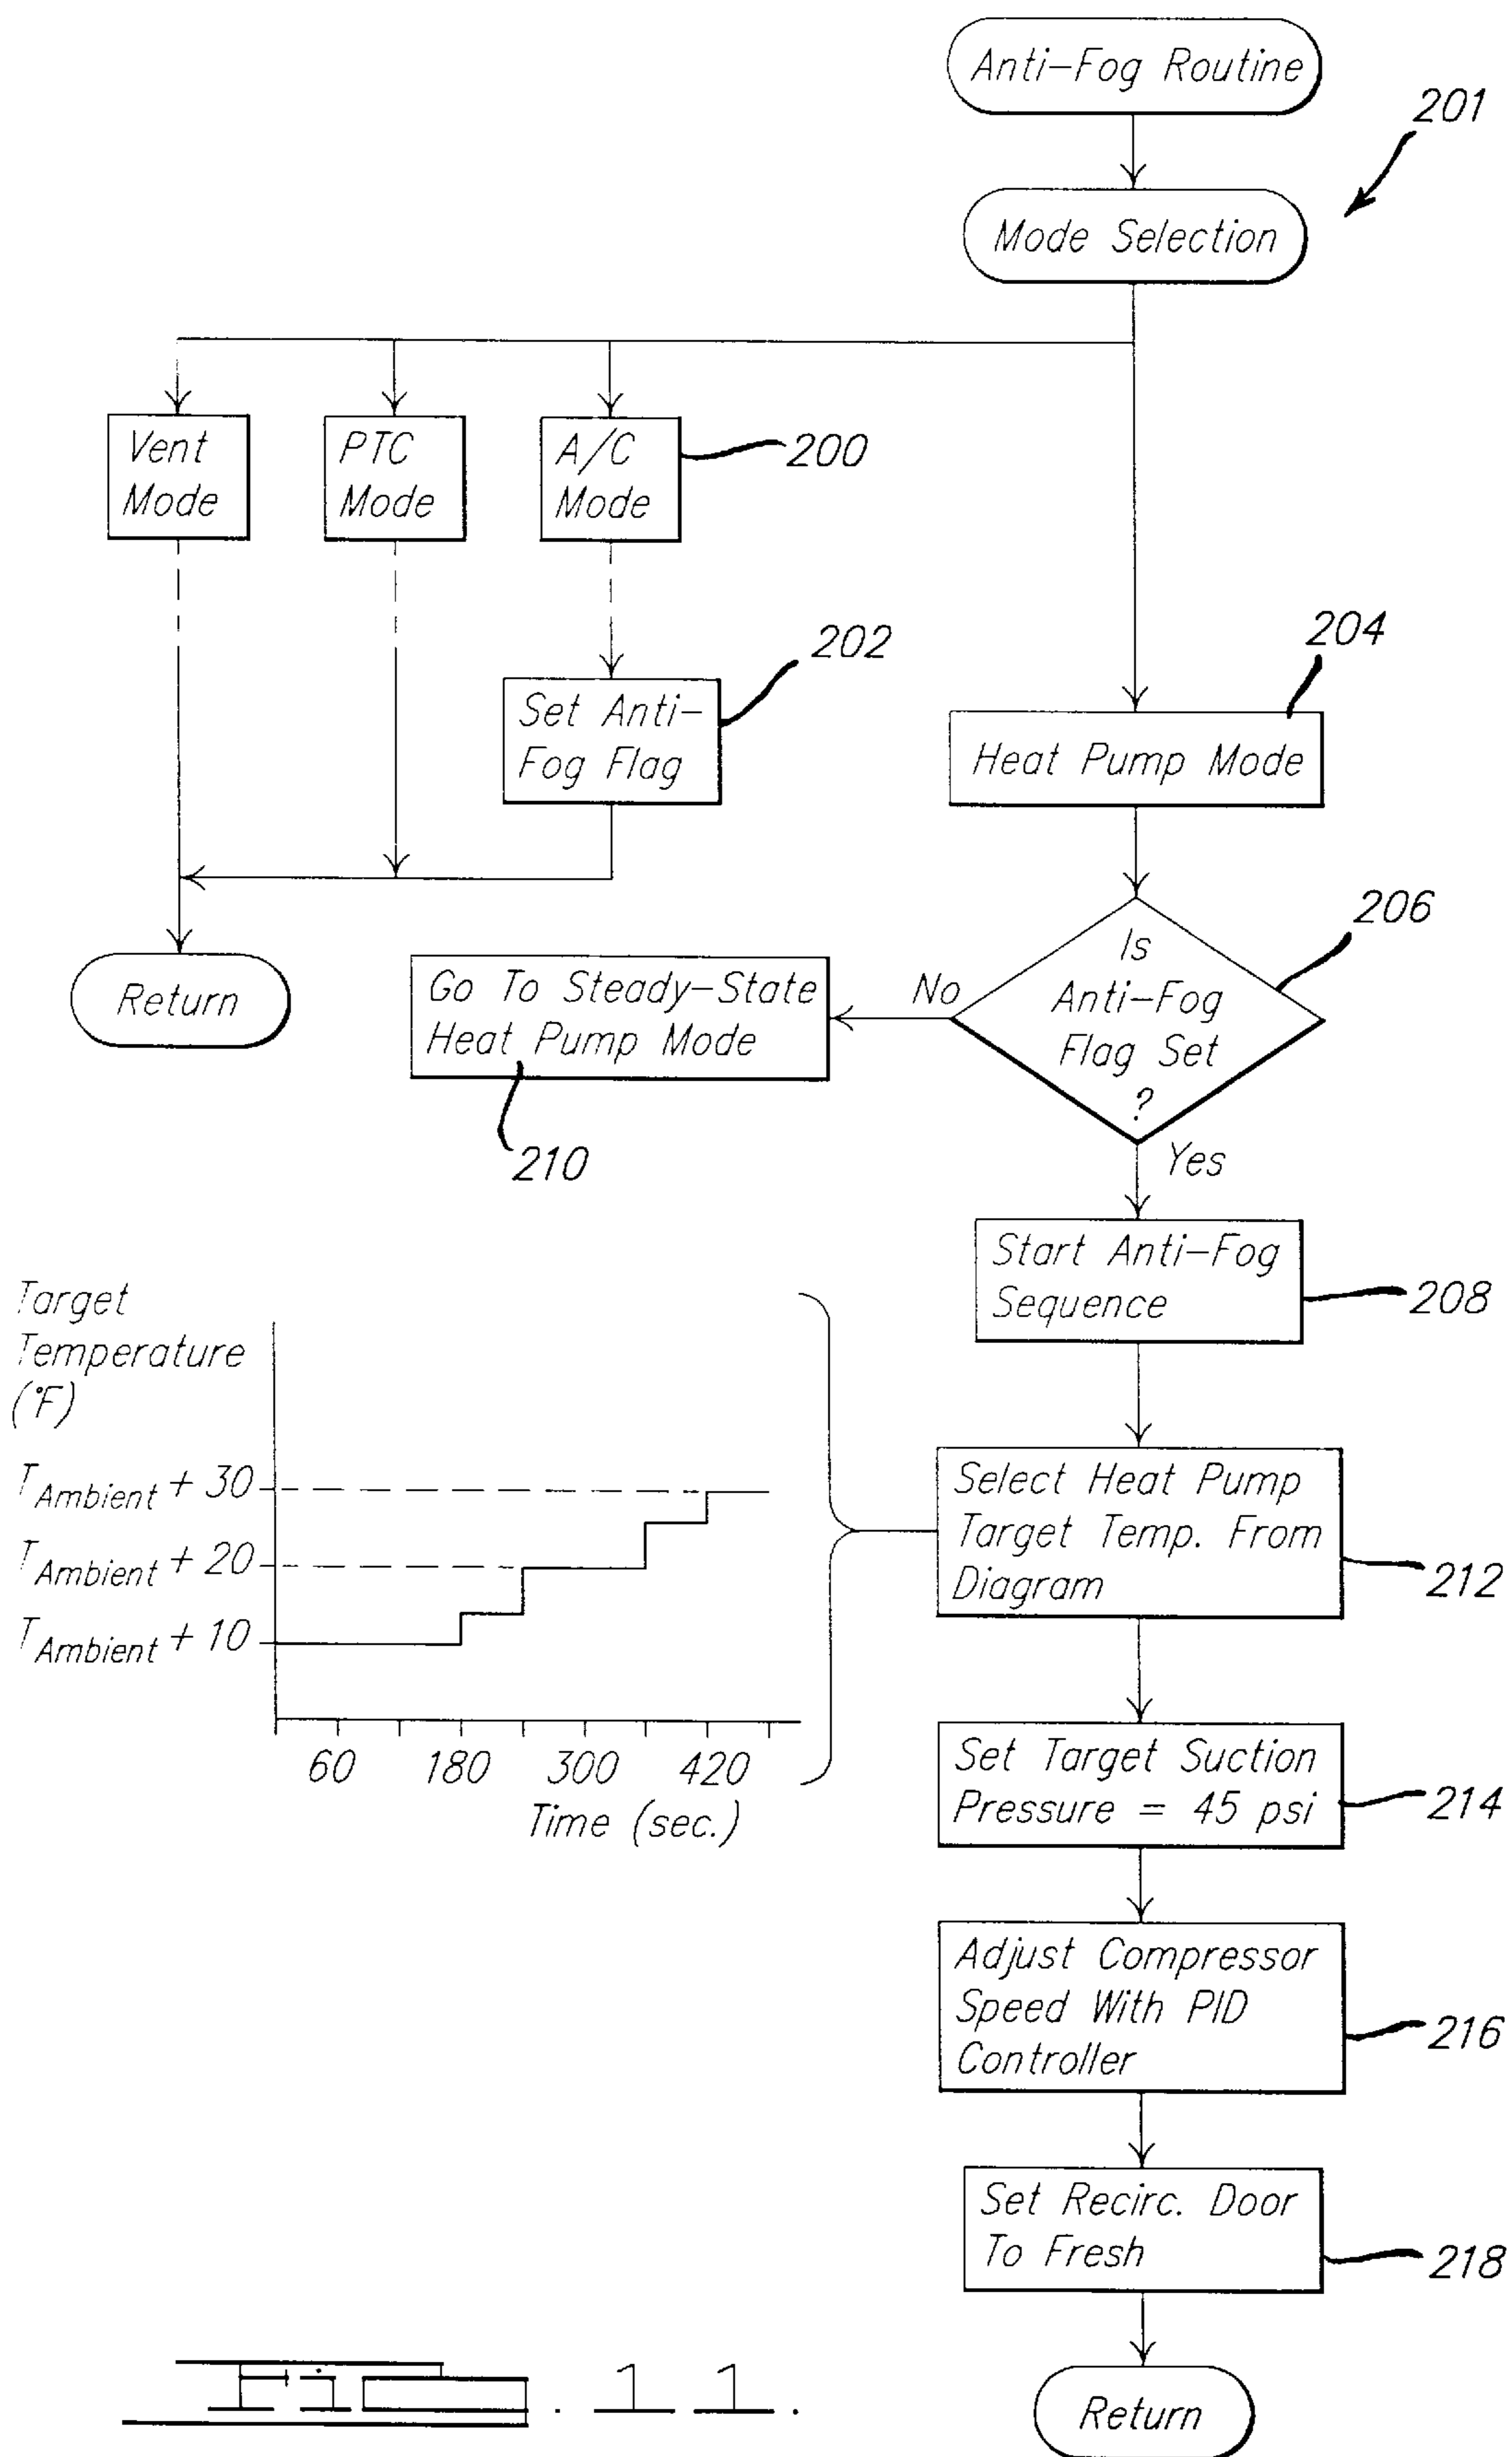 Anti-Fog Routine
201
Mode Selection
Vent
Mode
PTC
Mode
A/C
Mode
200
202
Set Anti-
Fog Flag
204
Heat Pump Mode
206
Is
Anti-Fog
Flag Set
?
No
Go To Steady-State
Heat Pump Mode
210
Return
Yes
Start Anti-Fog
Sequence
208
Target
Temperature
(°F)
TAmbient + 30
TAmbient + 20
TAmbient + 10
60 180 300 420
Time (sec.)
Select Heat Pump
Target Temp. From
Diagram
212
Set Target Suction
Pressure = 45 psi
214
Adjust Compressor
Speed With PID
Controller
216
Set Recirc. Door
To Fresh
218
Return
Fig. 11.